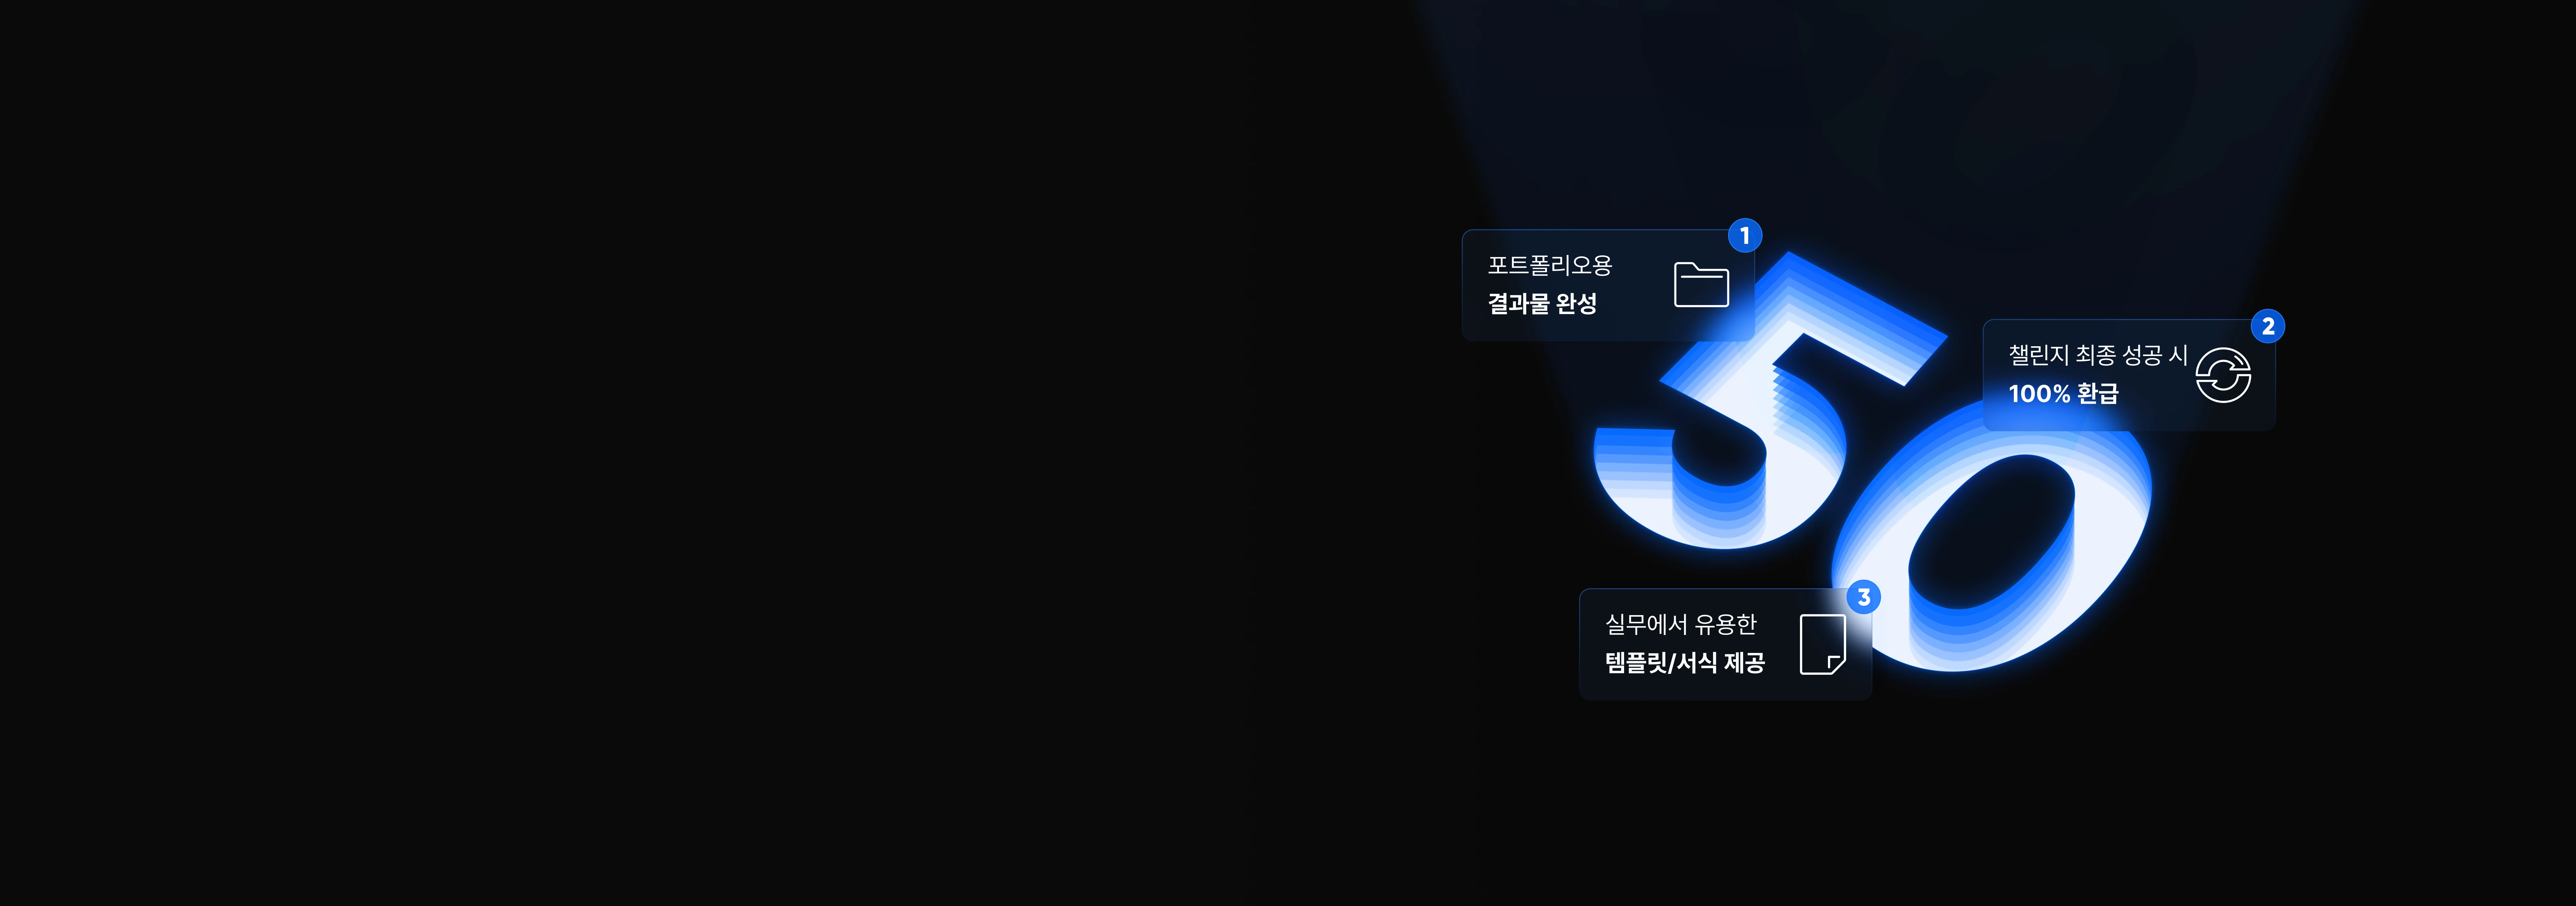 1
포트폴리오용
결과물 완성
50
2
챌린지 최종 성공 시
100% 환급
3
실무에서 유용한
템플릿/서식 제공